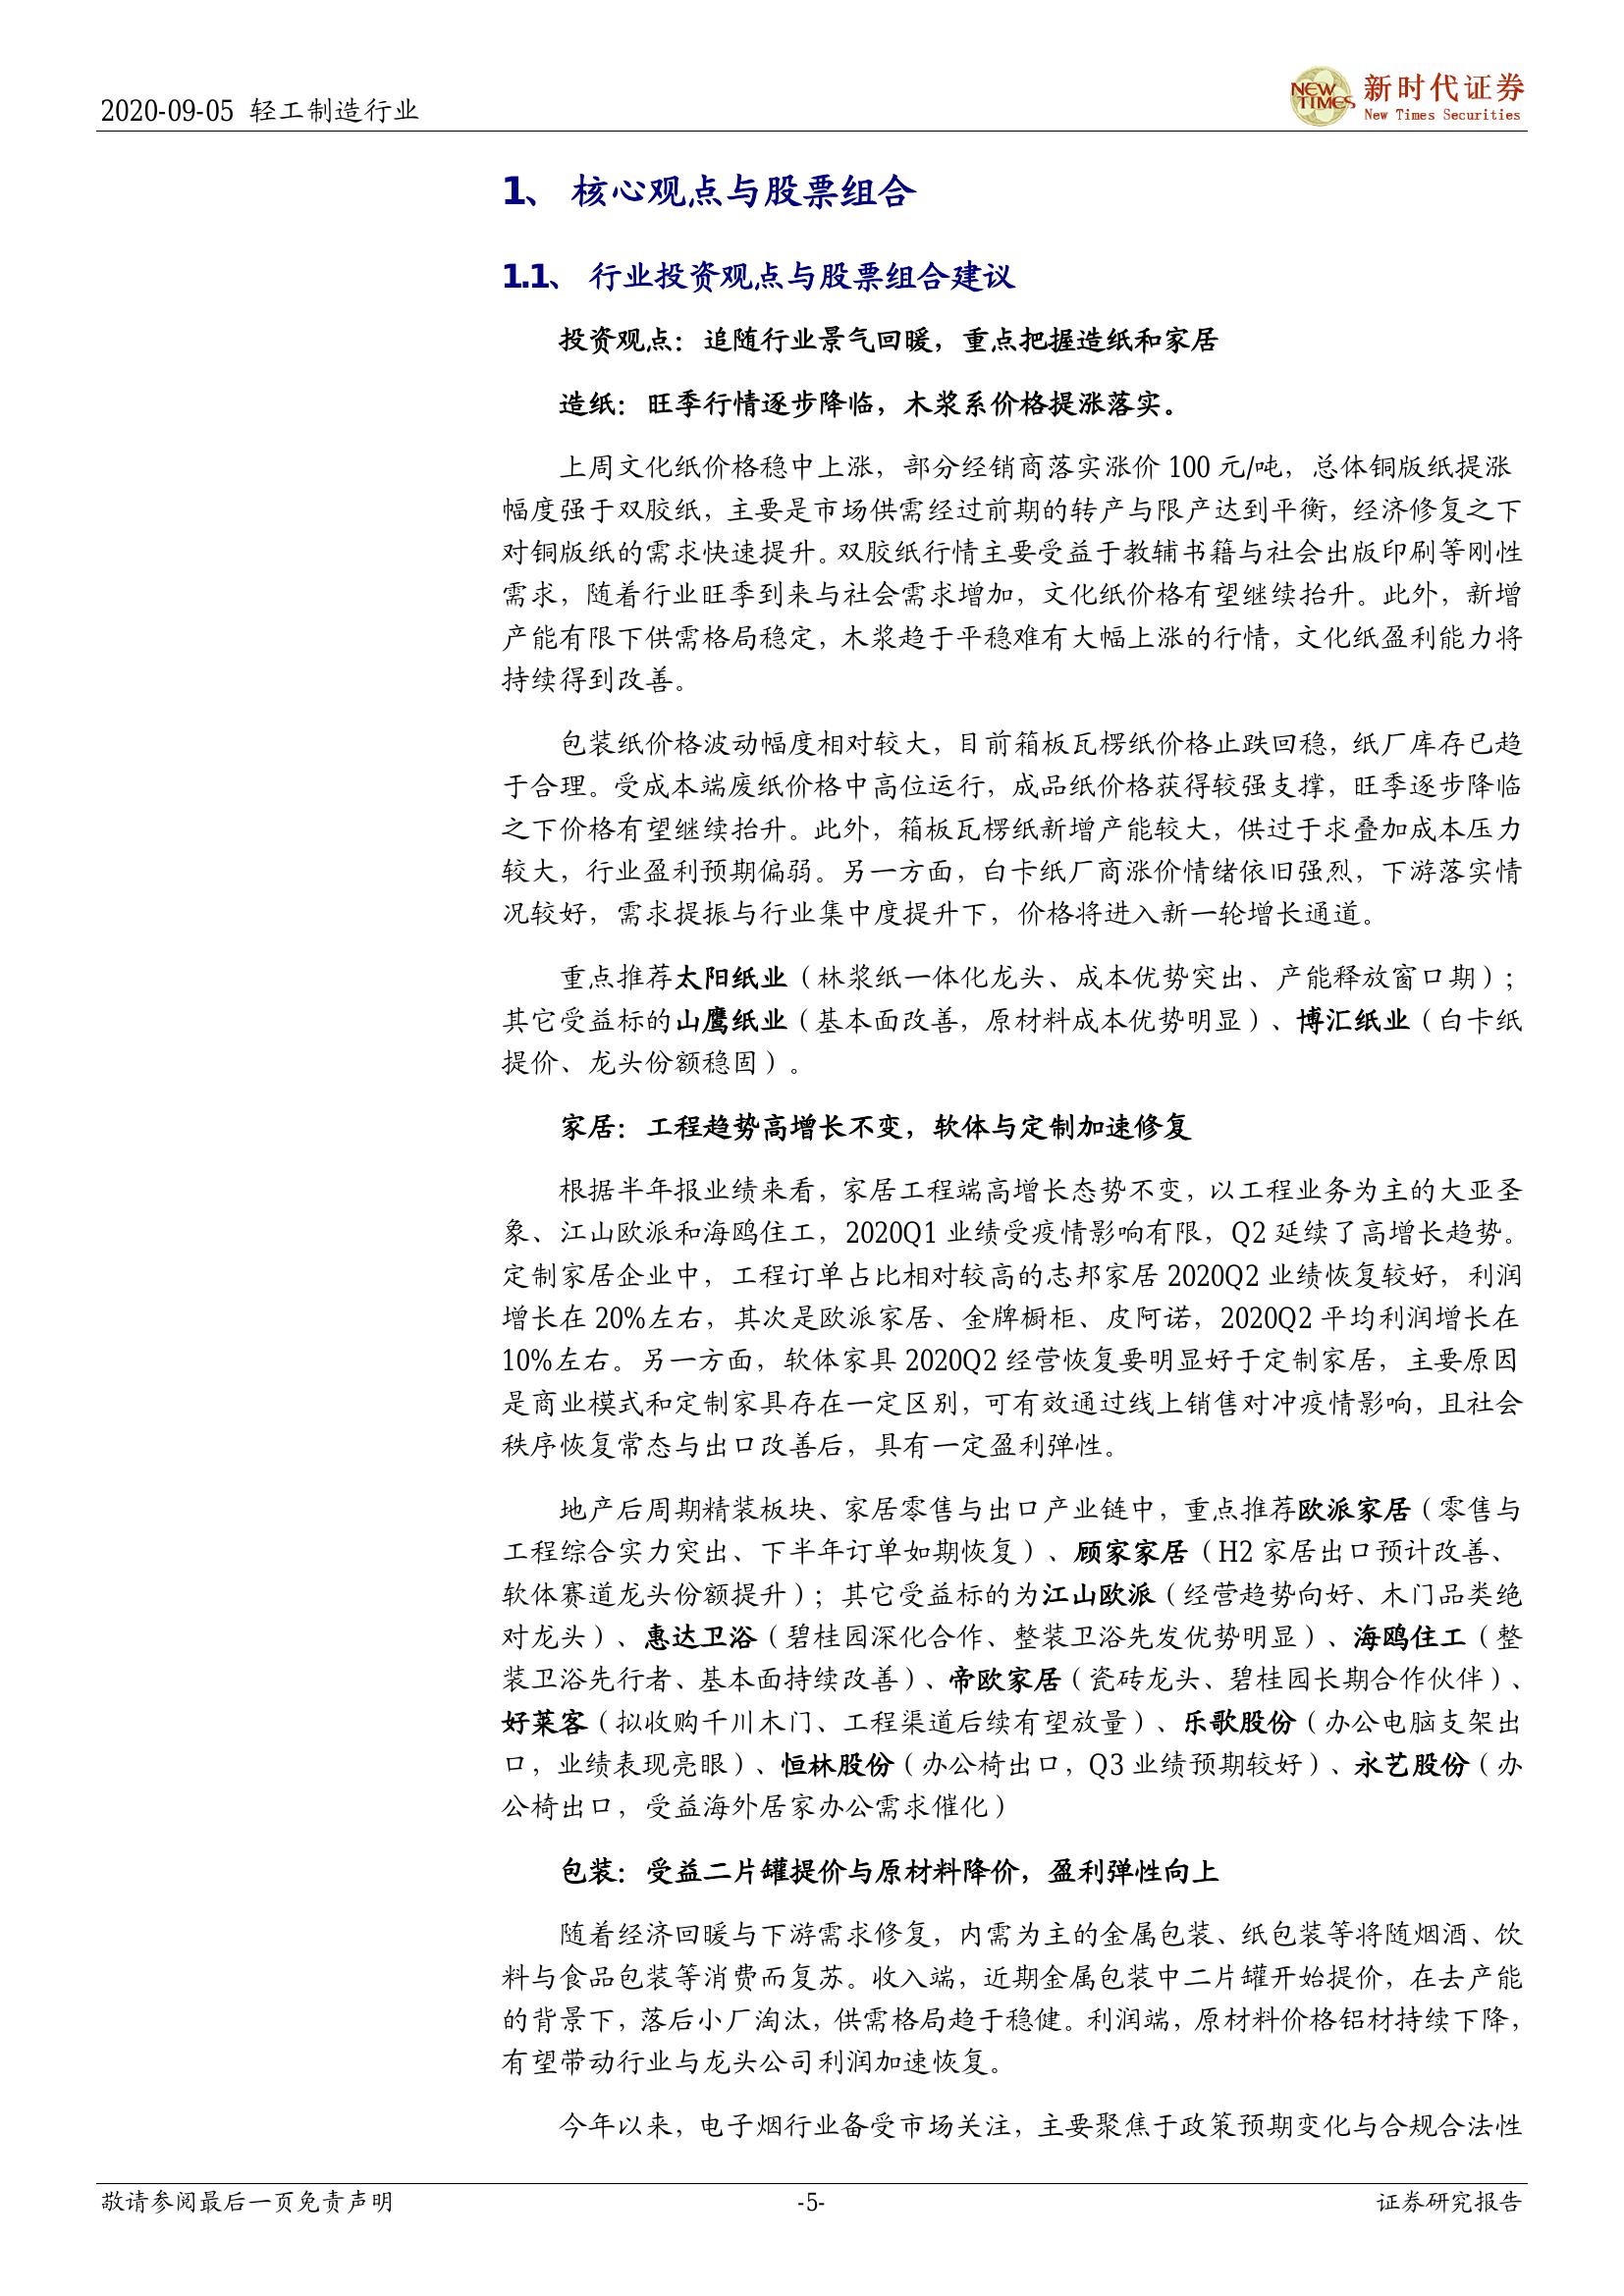 2020-09-05 轻工制造行业
NEW TIMES
新时代证券
New Times Securities
1、 核心观点与股票组合
1.1、 行业投资观点与股票组合建议
投资观点：追随行业景气回暖，重点把握造纸和家居
造纸：旺季行情逐步降临，木浆系价格提涨落实。
上周文化纸价格稳中上涨，部分经销商落实涨价 100 元/吨，总体铜版纸提涨
幅度强于双胶纸，主要是市场供需经过前期的转产与限产达到平衡，经济修复之下
对铜版纸的需求快速提升。双胶纸行情主要受益于教辅书籍与社会出版印刷等刚性
需求，随着行业旺季到来与社会需求增加，文化纸价格有望继续抬升。此外，新增
产能有限下供需格局稳定，木浆趋于平稳难有大幅上涨的行情，文化纸盈利能力将
持续得到改善。
包装纸价格波动幅度相对较大，目前箱板瓦楞纸价格止跌回稳，纸厂库存已趋
于合理。受成本端废纸价格中高位运行，成品纸价格获得较强支撑，旺季逐步降临
之下价格有望继续抬升。此外，箱板瓦楞纸新增产能较大，供过于求叠加成本压力
较大，行业盈利预期偏弱。另一方面，白卡纸厂商涨价情绪依旧强烈，下游落实情
况较好，需求提振与行业集中度提升下，价格将进入新一轮增长通道。
重点推荐太阳纸业（林浆纸一体化龙头、成本优势突出、产能释放窗口期）；
其它受益标的山鹰纸业（基本面改善，原材料成本优势明显）、博汇纸业（白卡纸
提价、龙头份额稳固）。
家居：工程趋势高增长不变，软体与定制加速修复
根据半年报业绩来看，家居工程端高增长态势不变，以工程业务为主的大亚圣
象、江山欧派和海鸥住工，2020Q1 业绩受疫情影响有限，Q2 延续了高增长趋势。
定制家居企业中，工程订单占比相对较高的志邦家居 2020Q2 业绩恢复较好，利润
增长在 20%左右，其次是欧派家居、金牌橱柜、皮阿诺，2020Q2 平均利润增长在
10%左右。另一方面，软体家具 2020Q2 经营恢复要明显好于定制家居，主要原因
是商业模式和定制家具存在一定区别，可有效通过线上销售对冲疫情影响，且社会
秩序恢复常态与出口改善后，具有一定盈利弹性。
地产后周期精装板块、家居零售与出口产业链中，重点推荐欧派家居（零售与
工程综合实力突出、下半年订单如期恢复）、顾家家居（H2 家居出口预计改善、
软体赛道龙头份额提升）；其它受益标的为江山欧派（经营趋势向好、木门品类绝
对龙头）、惠达卫浴（碧桂园深化合作、整装卫浴先发优势明显）、海鸥住工（整
装卫浴先行者、基本面持续改善）、帝欧家居（瓷砖龙头、碧桂园长期合作伙伴）、
好莱客（拟收购千川木门、工程渠道后续有望放量）、乐歌股份（办公电脑支架出
口，业绩表现亮眼）、恒林股份（办公椅出口，Q3 业绩预期较好）、永艺股份（办
公椅出口，受益海外居家办公需求催化）
包装：受益二片罐提价与原材料降价，盈利弹性向上
随着经济回暖与下游需求修复，内需为主的金属包装、纸包装等将随烟酒、饮
料与食品包装等消费而复苏。收入端，近期金属包装中二片罐开始提价，在去产能
的背景下，落后小厂淘汰，供需格局趋于稳健。利润端，原材料价格铝材持续下降，
有望带动行业与龙头公司利润加速恢复。
今年以来，电子烟行业备受市场关注，主要聚焦于政策预期变化与合规合法性
敬请参阅最后一页免责声明
-5-
证券研究报告